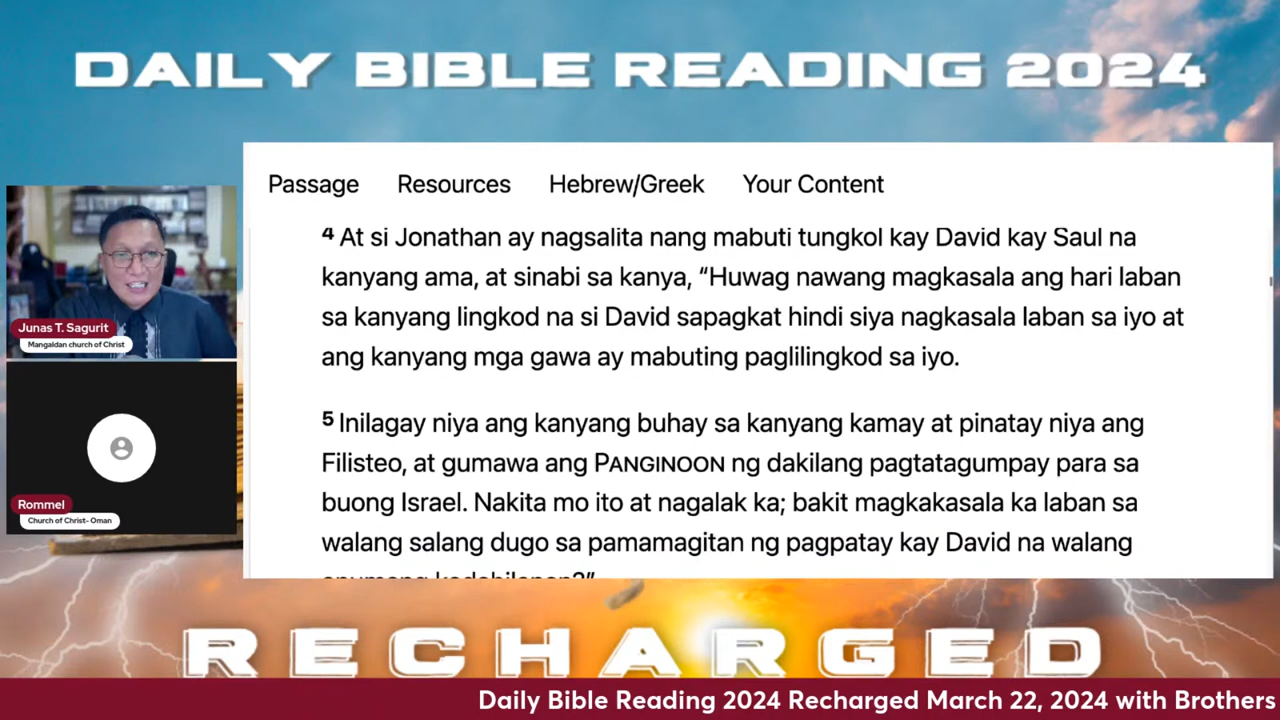 DAILY BIBLE READING 2024
Passage Resources Hebrew/Greek Your Content
4 At si Jonathan ay nagsalita nang mabuti tungkol kay David kay Saul na
kanyang ama, at sinabi sa kanya, “Huwag nawang magkasala ang hari laban
sa kanyang lingkod na si David sapagkat hindi siya nagkasala laban sa iyo at
ang kanyang mga gawa ay mabuting paglilingkod sa iyo.
5 Inilagay niya ang kanyang buhay sa kanyang kamay at pinatay niya ang
Filisteo, at gumawa ang PANGINOON ng dakilang pagtatagumpay para sa
buong Israel. Nakita mo ito at nagalak ka; bakit magkakasala ka laban sa
walang salang dugo sa pamamagitan ng pagpatay kay David na walang
Junas T. Sagurit
Mangaldan church of Christ
Rommel
Church of Christ- Oman
RECHARGED
Daily Bible Reading 2024 Recharged March 22, 2024 with Brothers